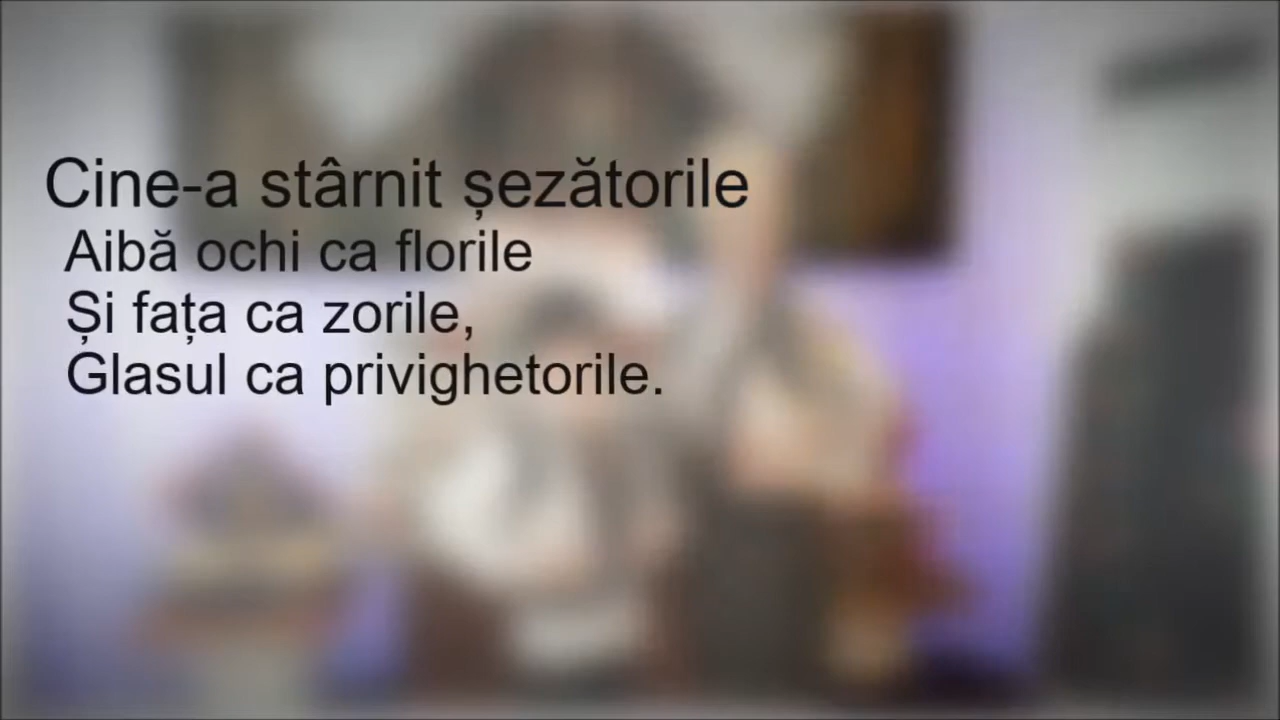 Cine-a stârnit șezătorile
Aibă ochi ca florile
Și fața ca zorile,
Glasul ca privighetorile.